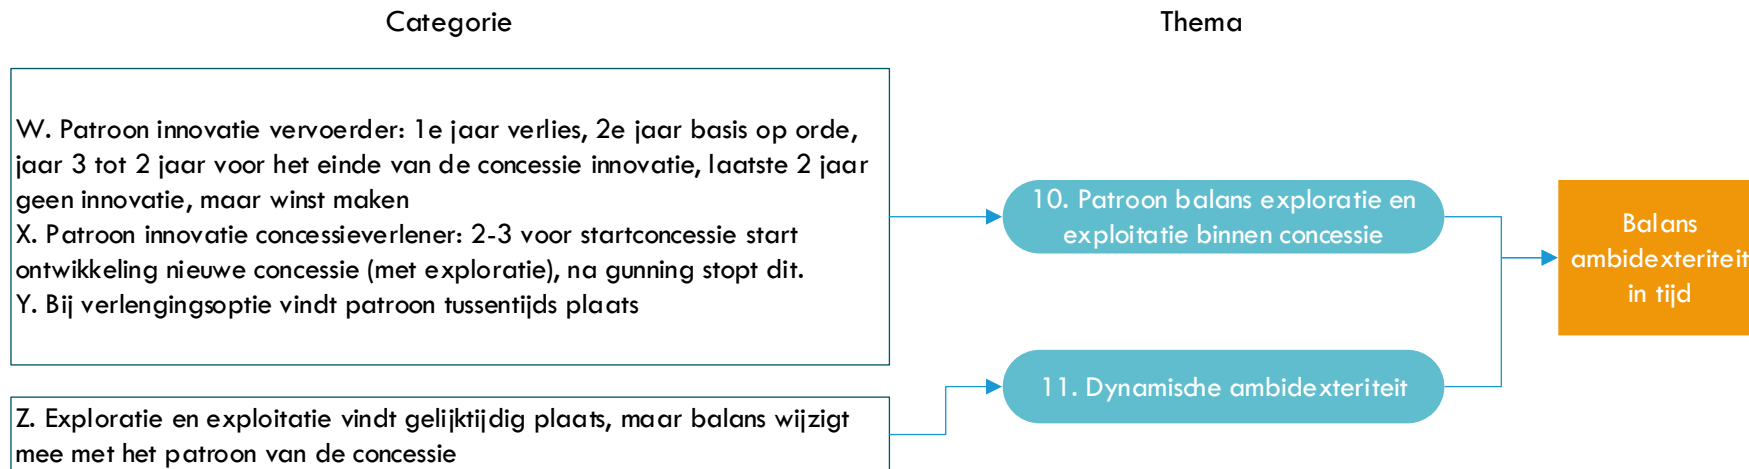 Categorie
Thema
W. Patroon innovatie vervoerder: 1e jaar verlies, 2e jaar basis op orde,
jaar 3 tot 2 jaar voor het einde van de concessie innovatie, laatste 2 jaar
geen innovatie, maar winst maken
X. Patroon innovatie concessieverlener: 2-3 voor startconcessie start
ontwikkeling nieuwe concessie (met exploratie), na gunning stopt dit.
Y. Bij verlengingsoptie vindt patroon tussentijds plaats
10. Patroon balans exploratie en
exploitatie binnen concessie
Balans
ambidexteriteit
in tijd
11. Dynamische ambidexteriteit
Z. Exploratie en exploitatie vindt gelijktijdig plaats, maar balans wijzigt
mee met het patroon van de concessie